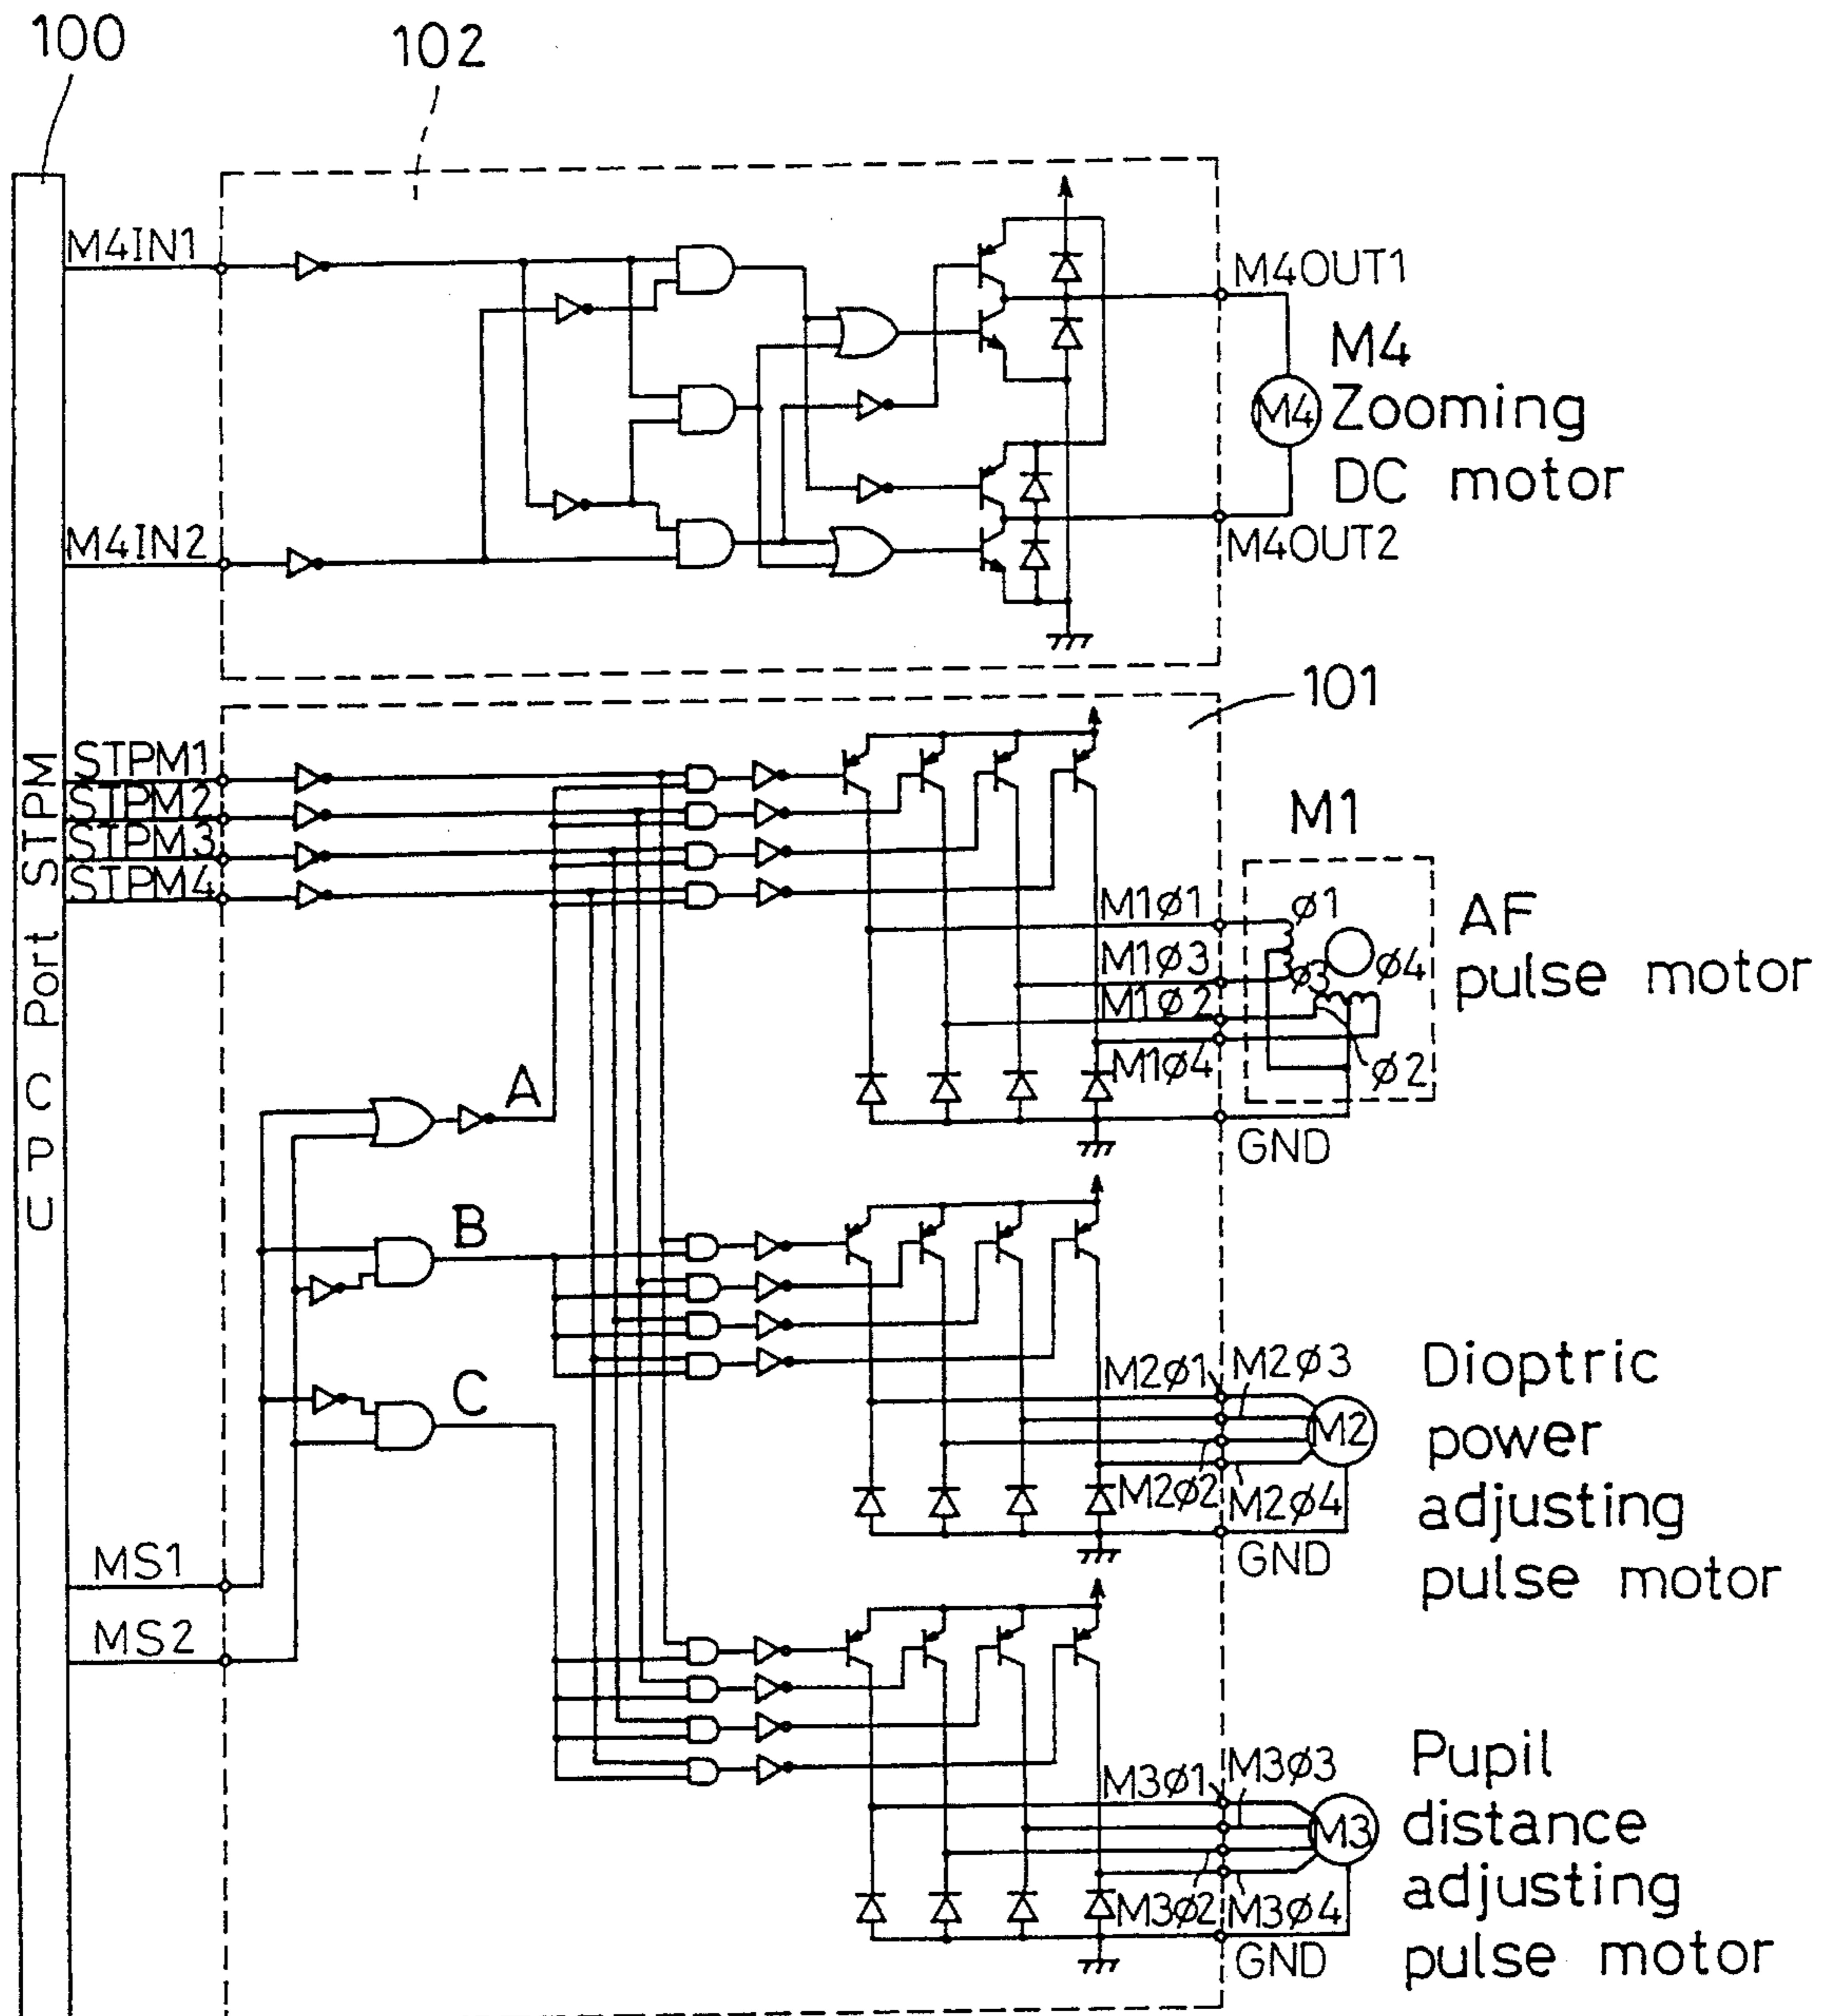 100
102
M4IN1
M4OUT1
M4
M4 Zooming
DC motor
M4IN2
M4OUT2
101
STPM1
STPM2
STPM3
STPM4
CPU Port STPM
M1
M1ø1
ø1
AF
pulse motor
M1ø3
ø3
ø4
M1ø2
M1ø4
ø2
A
GND
B
C
M2ø1
M2ø3
M2
Dioptric
power
adjusting
pulse motor
M2ø2
M2ø4
GND
MS1
MS2
M3ø1
M3ø3
M3
Pupil
distance
adjusting
pulse motor
M3ø2
M3ø4
GND